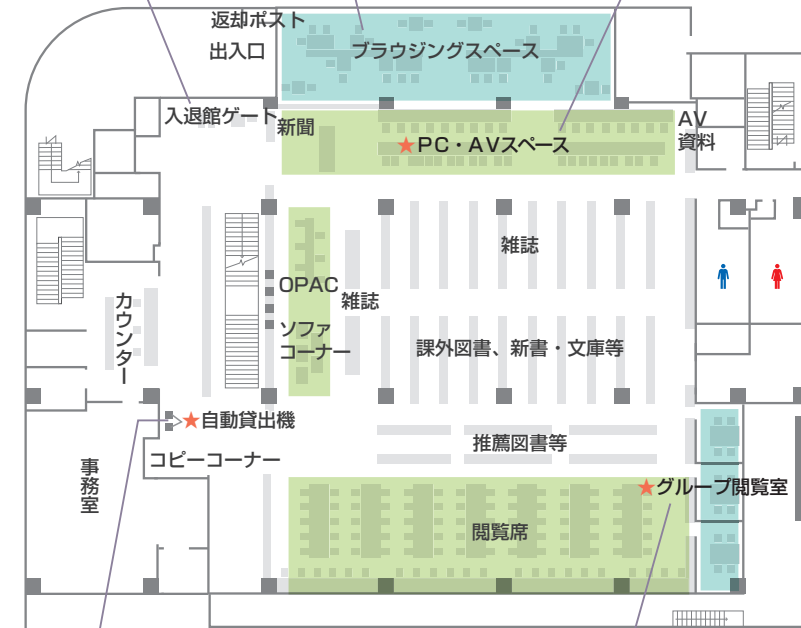 返却ポスト
出入口
ブラウジングスペース
入退館ゲート
新聞
★PC・AVスペース
AV
資料
雑誌
OPAC
雑誌
ソファ
コーナー
カウンター
課外図書、新書・文庫等
★自動貸出機
推薦図書等
コピーコーナー
事務室
★グループ閲覧室
閲覧席